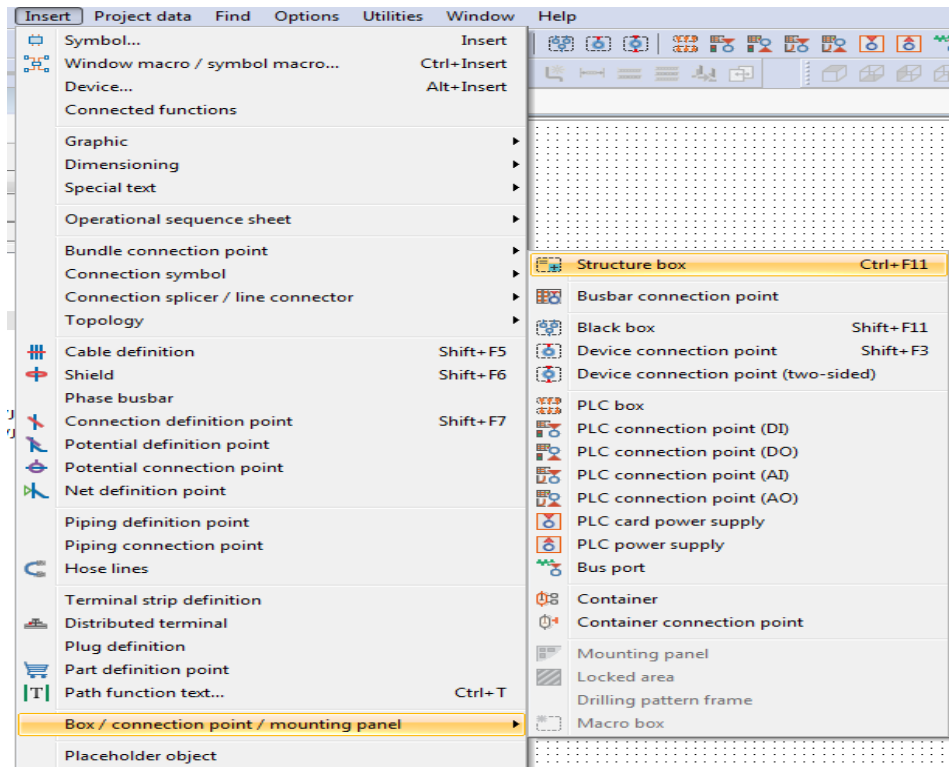 Insert Project data Find Options Utilities Window Help
Symbol... Insert
Window macro / symbol macro... Ctrl+Insert
Device... Alt+Insert
Connected functions
Graphic
Dimensioning
Special text
Operational sequence sheet
Bundle connection point
Connection symbol
Connection splicer / line connector
Topology
Cable definition Shift+F5
Shield Shift+F6
Phase busbar
Connection definition point Shift+F7
Potential definition point
Potential connection point
Net definition point
Piping definition point
Piping connection point
Hose lines
Terminal strip definition
Distributed terminal
Plug definition
Part definition point
T Path function text... Ctrl+T
Box / connection point / mounting panel
Placeholder object
Structure box Ctrl+F11
Busbar connection point
Black box Shift+F11
Device connection point Shift+F3
Device connection point (two-sided)
PLC box
PLC connection point (DI)
PLC connection point (DO)
PLC connection point (AI)
PLC connection point (AO)
PLC card power supply
PLC power supply
Bus port
Container
Container connection point
Mounting panel
Locked area
Drilling pattern frame
Macro box